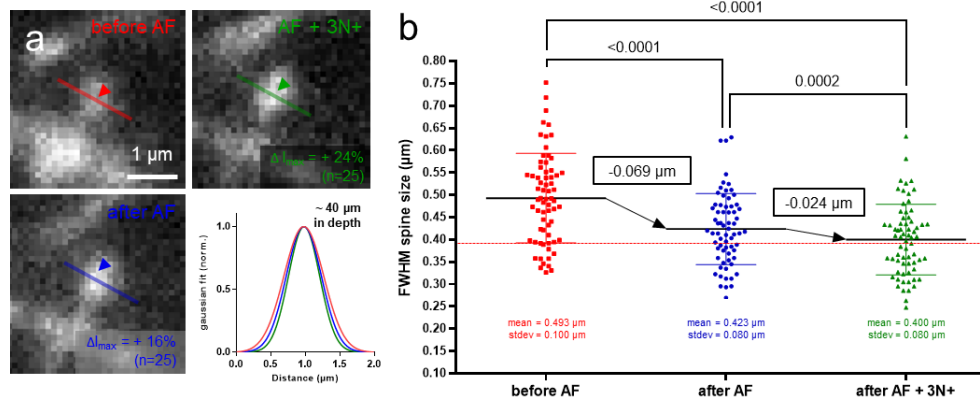 a
before AF
1 µm
AF + 3N+
Δ Imax = + 24%
(n=25)
after AF
ΔImax = + 16%
(n=25)
~ 40 µm
in depth
gaussian fit (norm.)
1.0
0.5
0.0
0.0 0.5 1.0 1.5 2.0
Distance (µm)
b
<0.0001
<0.0001
0.0002
FWHM spine size (µm)
0.80
0.75
0.70
0.65
0.60
0.55
0.50
0.45
0.40
0.35
0.30
0.25
0.20
0.15
0.10
-0.069 µm
-0.024 µm
mean = 0.493 µm
stdev = 0.100 µm
mean = 0.423 µm
stdev = 0.080 µm
mean = 0.400 µm
stdev = 0.080 µm
before AF
after AF
after AF + 3N+